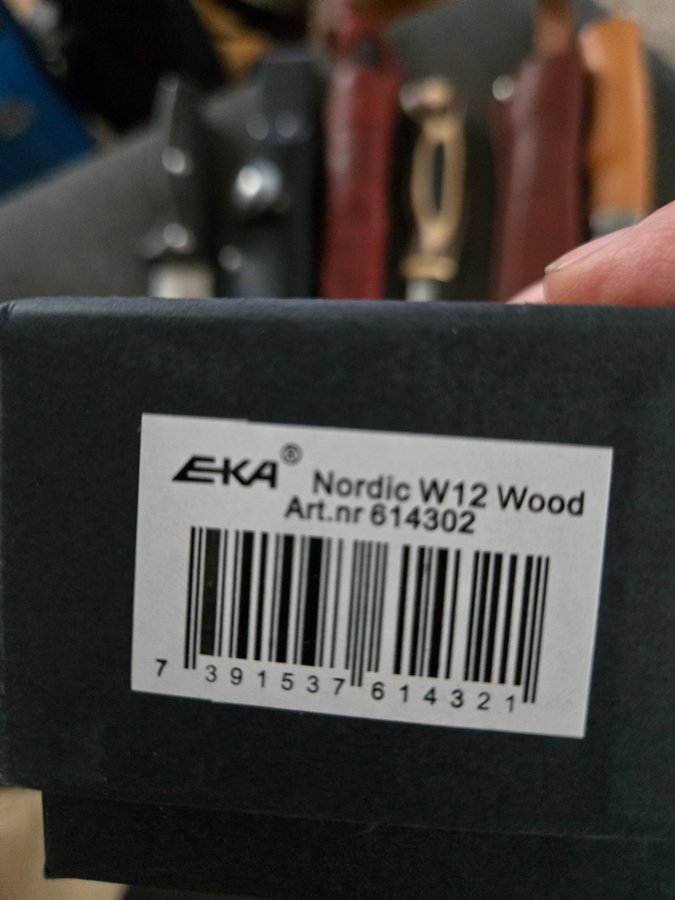 EKA® Nordic W12 Wood
Art.nr 614302
7 391537 614321